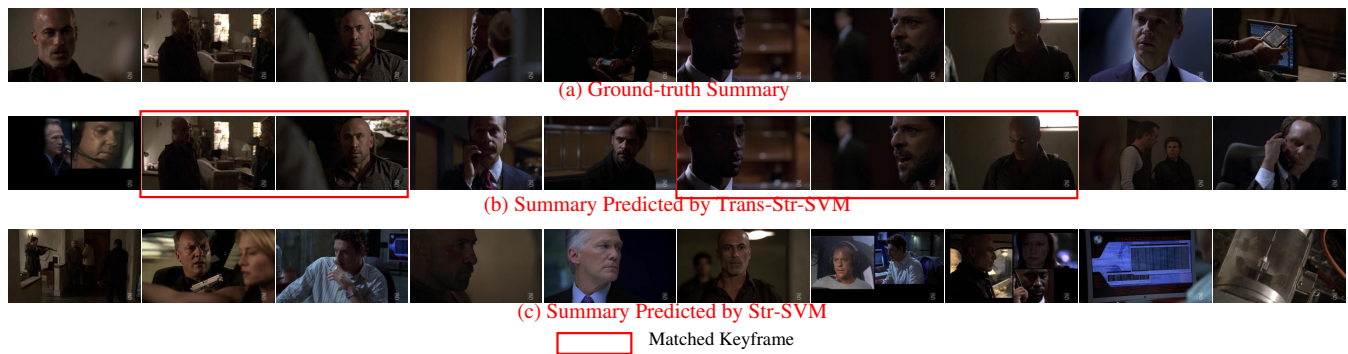 (a) Ground-truth Summary
(b) Summary Predicted by Trans-Str-SVM
(c) Summary Predicted by Str-SVM
Matched Keyframe